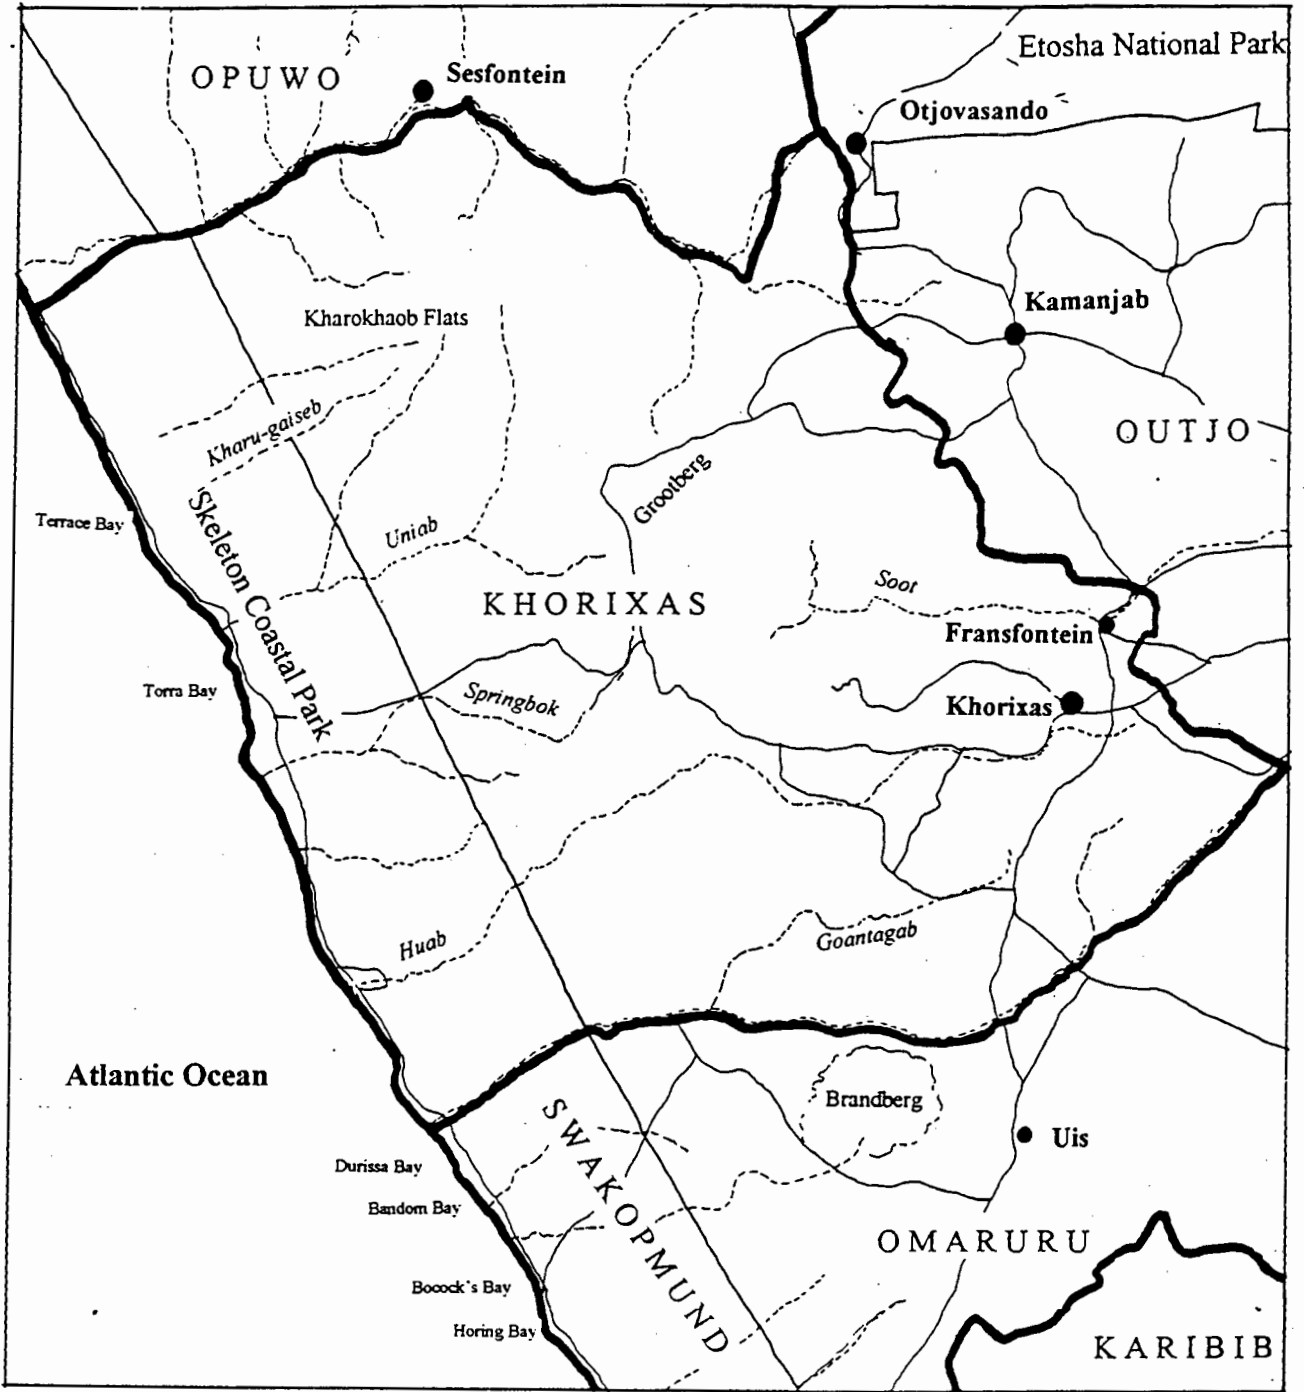 Etosha National Park
OPUWO
Sesfontein
Otjovasando
Kharokhaob Flats
Kamanjab
Kharu-gaiseb
OUTJO
Grootberg
Terrace Bay
Uniab
Skeleton Coastal Park
Soot
KHORIXAS
Fransfontein
Torra Bay
Springbok
Khorixas
Huab
Goantagab
Atlantic Ocean
Brandberg
SWAKOPMUND
Uis
Durissa Bay
Bandom Bay
OMARURU
Bocock's Bay
Horing Bay
KARIBIB